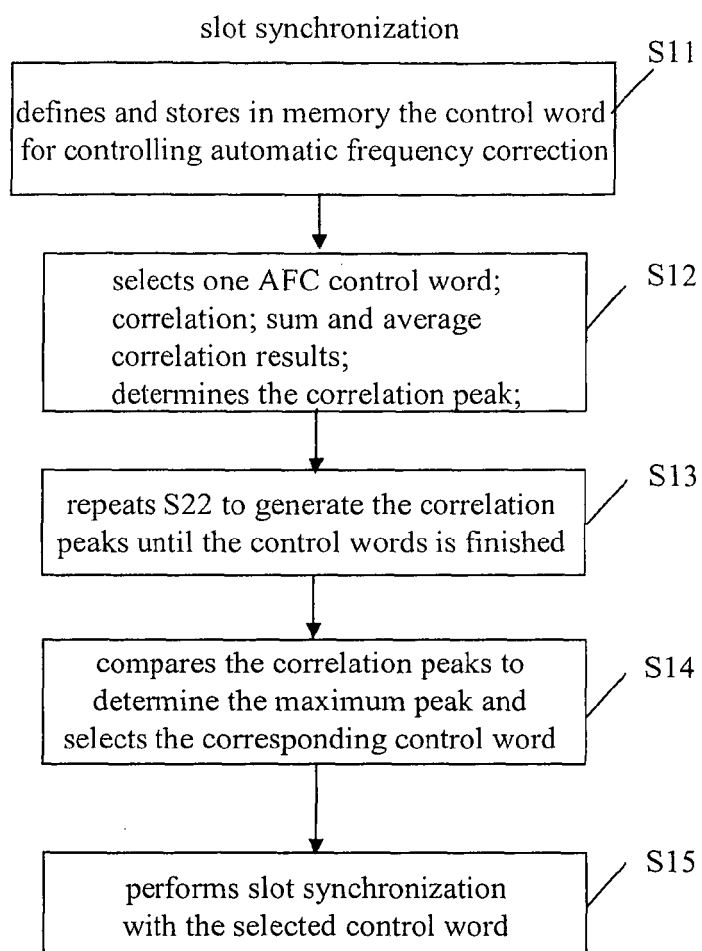 slot synchronization
S11
defines and stores in memory the control word
for controlling automatic frequency correction
S12
selects one AFC control word;
correlation; sum and average
correlation results;
determines the correlation peak;
S13
repeats S22 to generate the correlation
peaks until the control words is finished
S14
compares the correlation peaks to
determine the maximum peak and
selects the corresponding control word
S15
performs slot synchronization
with the selected control word